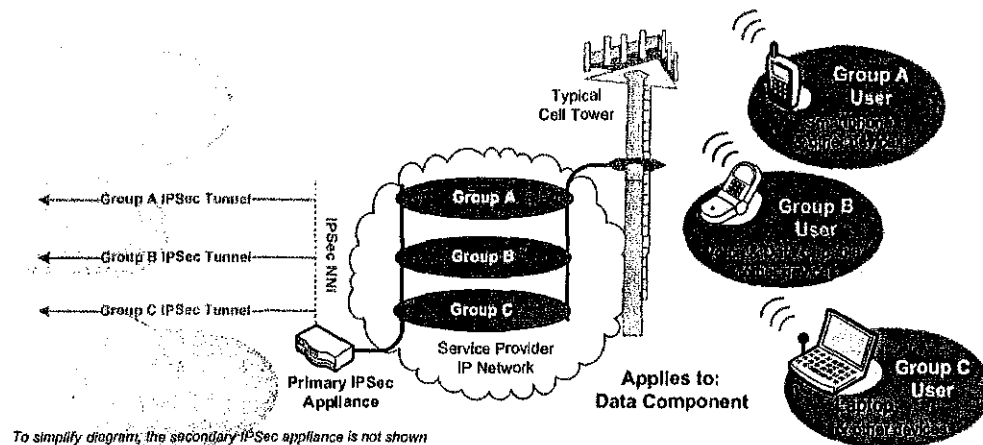 Typical
Cell Tower
Group A
User
Group B
User
Group C
User
Laptop
Group A IPSec Tunnel
Group B IPSec Tunnel
Group C IPSec Tunnel
IPSec NNI
Group A
Group B
Group C
Service Provider
IP Network
Primary IPSec
Appliance
Applies to:
Data Component
To simplify diagram, the secondary IPSec appliance is not shown